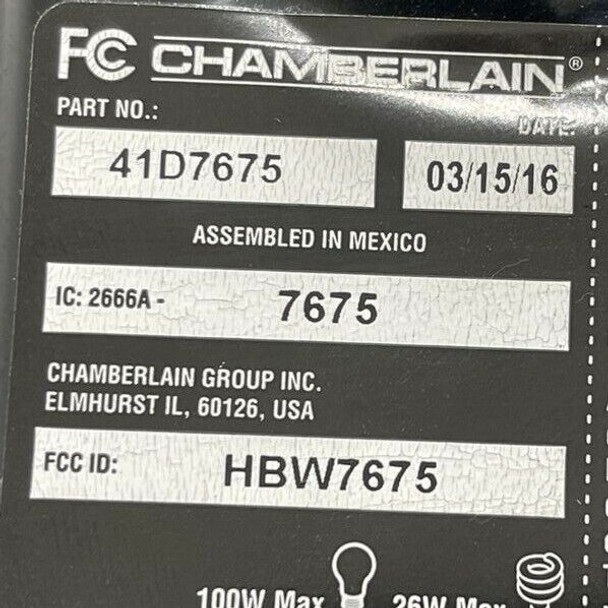 FC CHAMBERLAIN®
PART NO.: DATE:
41D7675 03/15/16
ASSEMBLED IN MEXICO
IC: 2666A - 7675
CHAMBERLAIN GROUP INC.
ELMHURST IL, 60126, USA
FCC ID: HBW7675
100W Max 26W Max